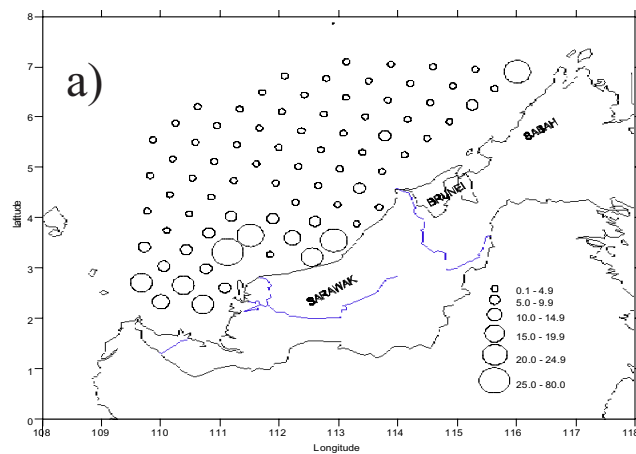 a)
8
7
6
5
4
3
2
1
0
latitude
SABAH
BRUNEI
SARAWAK
0.1 - 4.9
5.0 - 9.9
10.0 - 14.9
15.0 - 19.9
20.0 - 24.9
25.0 - 80.0
108 109 110 111 112 113 114 115 116 117 118
Longitude